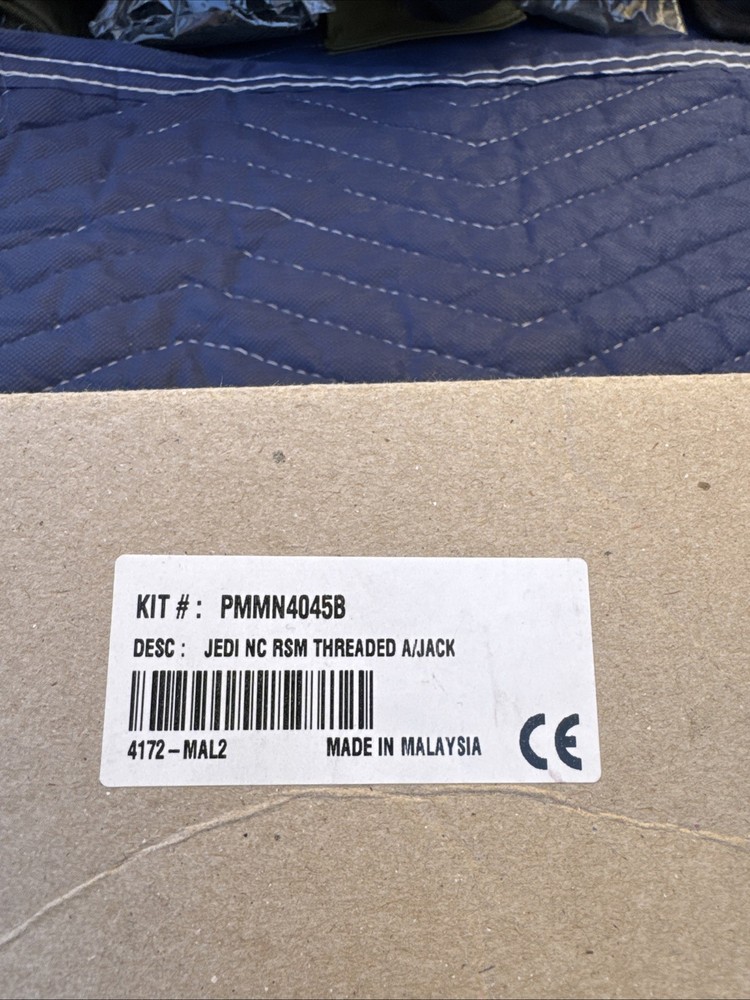 KIT #: PMMN4045B
DESC: JEDI NC RSM THREADED A/JACK
4172-MAL2 MADE IN MALAYSIA CE